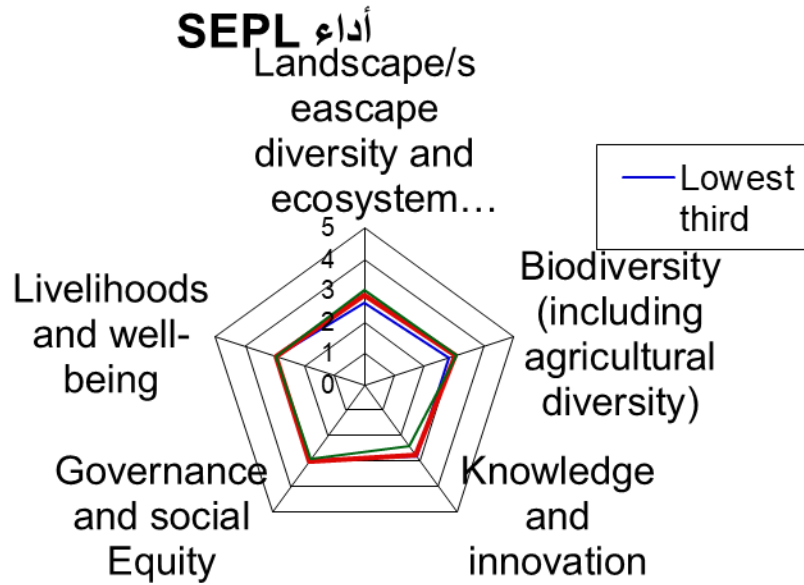 أداء SEPL
Landscape/s
eascape
diversity and
ecosystem…
Lowest
third
5
4
3
2
1
0
Biodiversity
(including
agricultural
diversity)
Livelihoods
and well-
being
Governance
and social
Equity
Knowledge
and
innovation